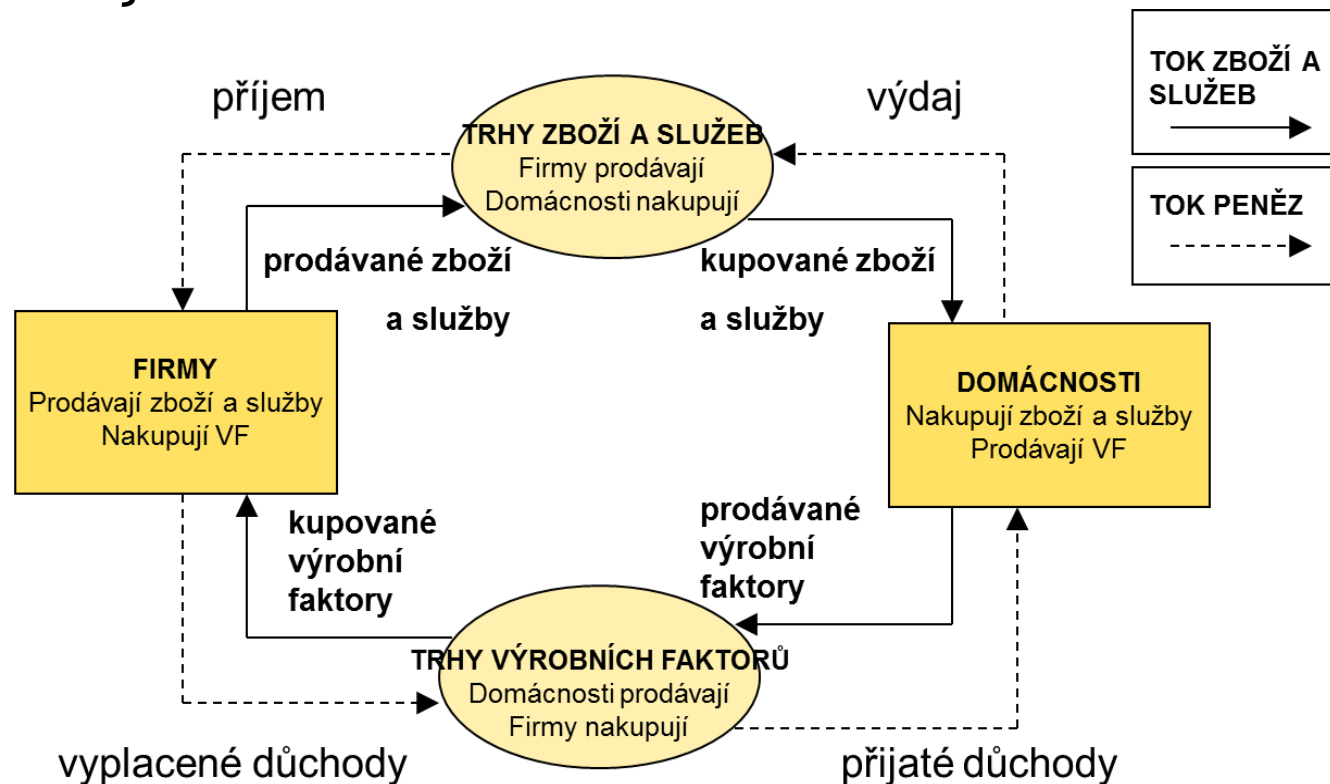 TOK ZBOŽÍ A
SLUŽEB
TOK PENĚZ
příjem
výdaj
TRHY ZBOŽÍ A SLUŽEB
Firmy prodávají
Domácnosti nakupují
prodávané zboží
a služby
kupované zboží
a služby
FIRMY
Prodávají zboží a služby
Nakupují VF
DOMÁCNOSTI
Nakupují zboží a služby
Prodávají VF
kupované
výrobní
faktory
prodávané
výrobní
faktory
TRHY VÝROBNÍCH FAKTORŮ
Domácnosti prodávají
Firmy nakupují
vyplacené důchody
přijaté důchody